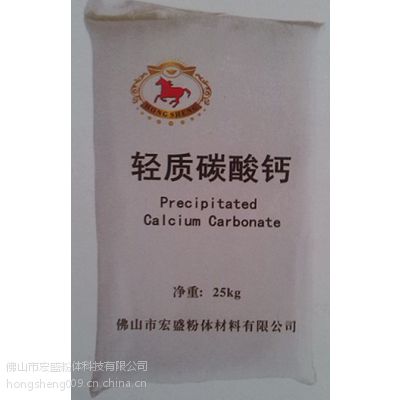 HONG SHENG
轻质碳酸钙
Precipitated
Calcium Carbonate
净重: 25kg
佛山市宏盛粉体材料有限公司
佛山市宏盛粉体科技有限公司
hongsheng009.cn.china.cn